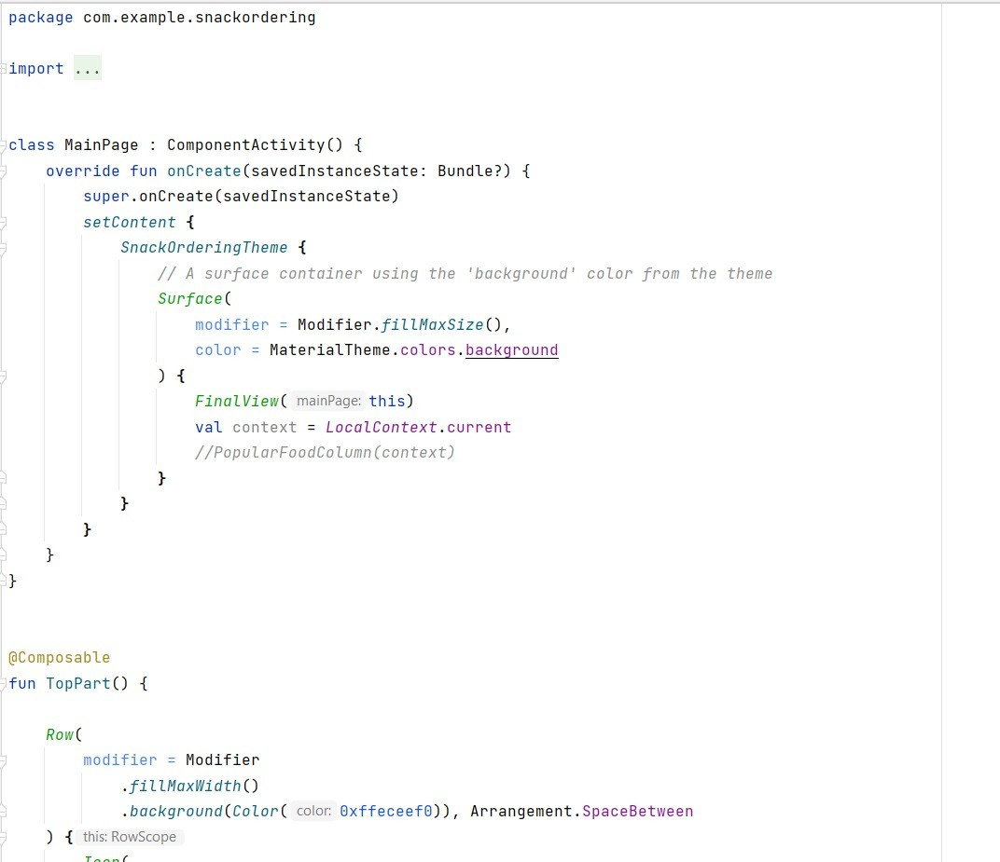 package com.example.snackordering
import ...
class MainPage : ComponentActivity() {
override fun onCreate(savedInstanceState: Bundle?) {
super.onCreate(savedInstanceState)
setContent {
SnackOrderingTheme {
// A surface container using the 'background' color from the theme
Surface(
modifier = Modifier.fillMaxSize(),
color = MaterialTheme.colors.background
) {
FinalView( mainPage: this)
val context = LocalContext.current
//PopularFoodColumn(context)
}
}
}
}
}
@Composable
fun TopPart() {
Row(
modifier = Modifier
.fillMaxWidth()
.background(Color( color: 0xffeceef0)), Arrangement.SpaceBetween
) { this: RowScope
Icon(